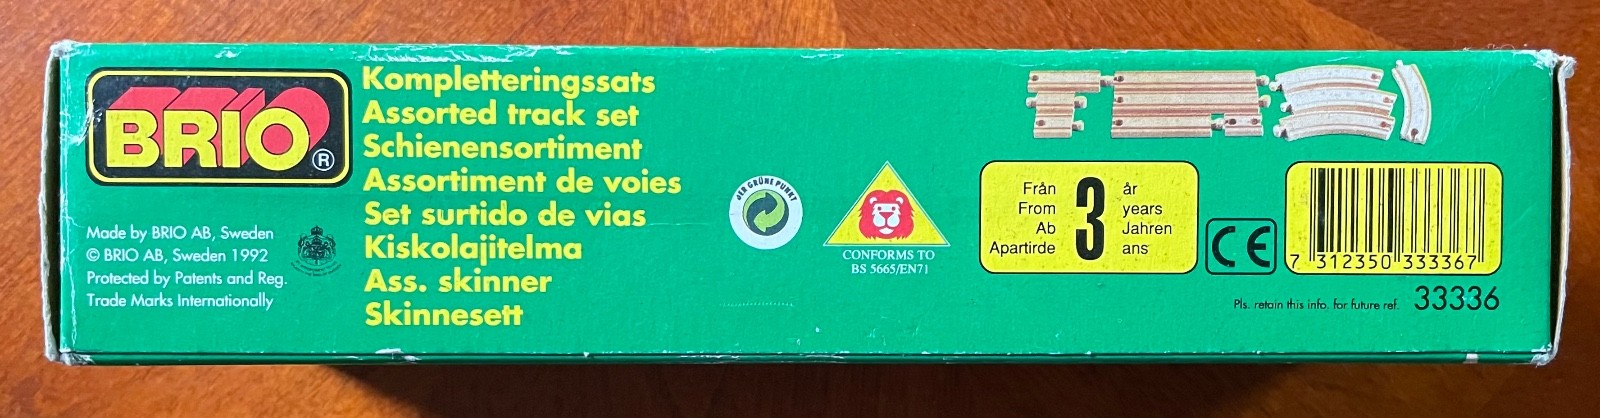 BRIO®
Kompletteringssats
Assorted track set
Schienensortiment
Assortiment de voies
Set surtido de vias
Kiskolajitelma
Ass. skinner
Skinnesett
Made by BRIO AB, Sweden
© BRIO AB, Sweden 1992
Protected by Patents and Reg.
Trade Marks Internationally
DER GRÜNE PUNKT
CONFORMS TO
BS 5665/EN71
Från 3 år
From years
Ab Jahren
Apartirde ans
CE
7 312350 333367
Pls. retain this info. for future ref. 33336